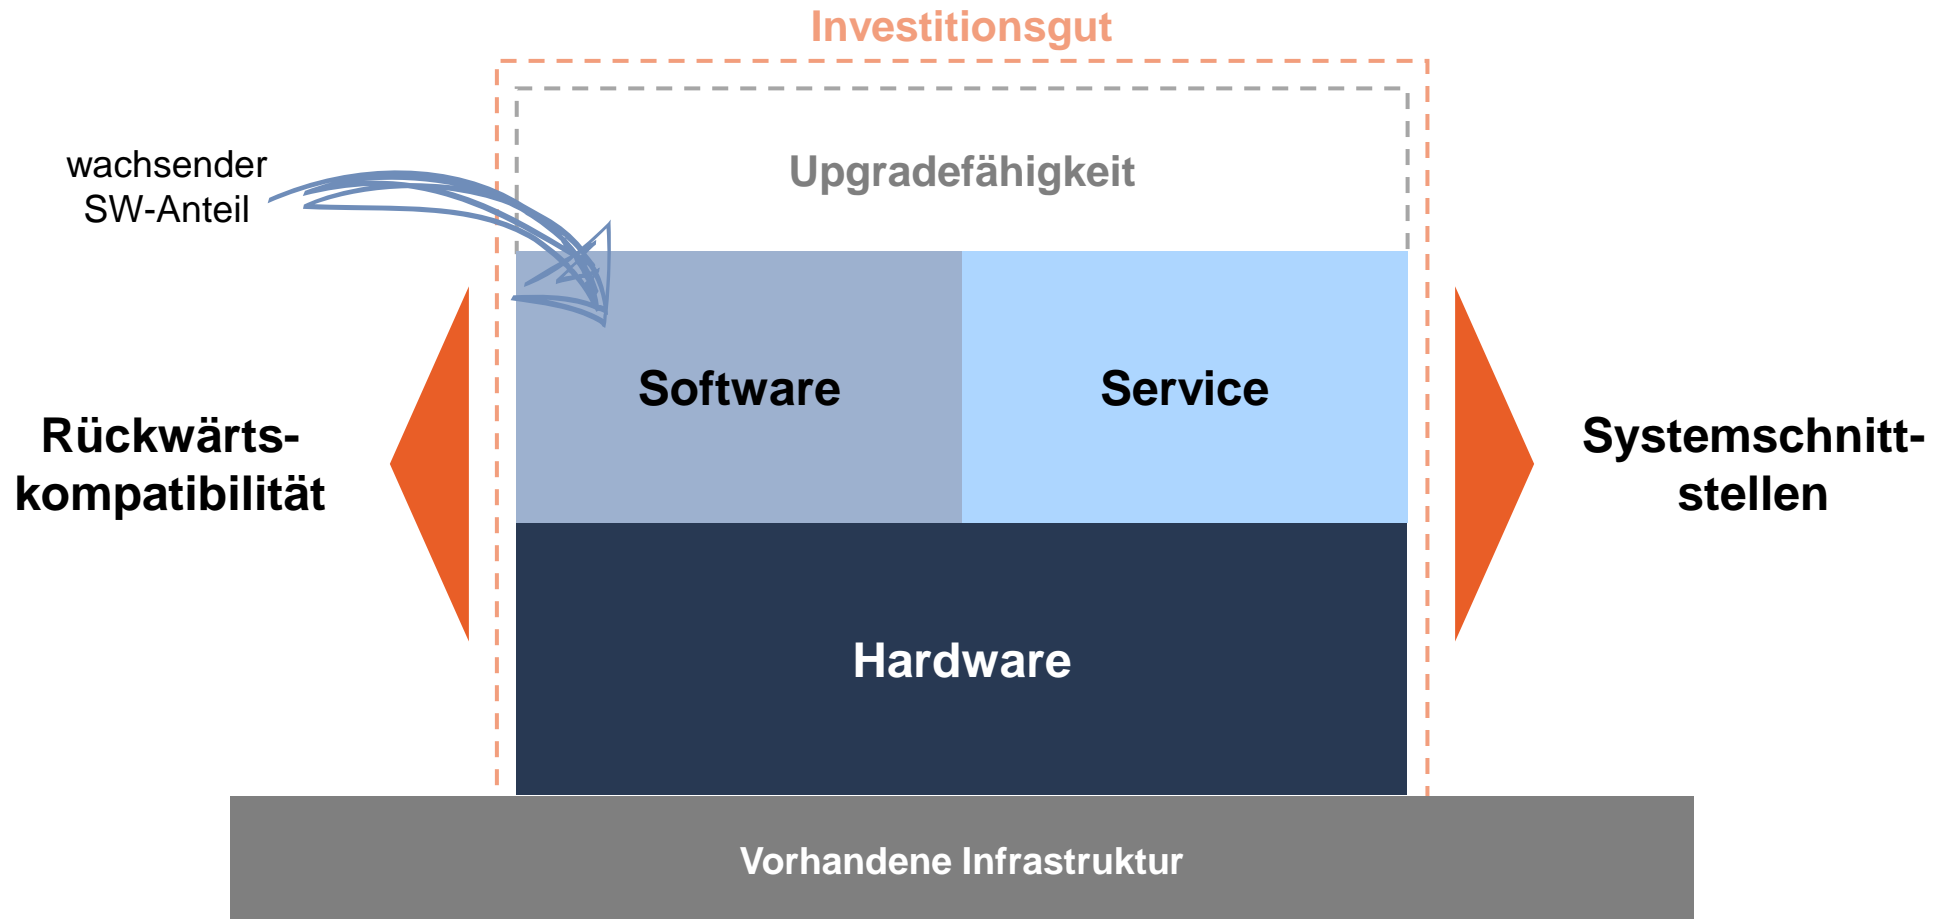 Investitionsgut
Upgradefähigkeit
wachsender
SW-Anteil
Software
Service
Rückwärts-
kompatibilität
Systemschnitt-
stellen
Hardware
Vorhandene Infrastruktur